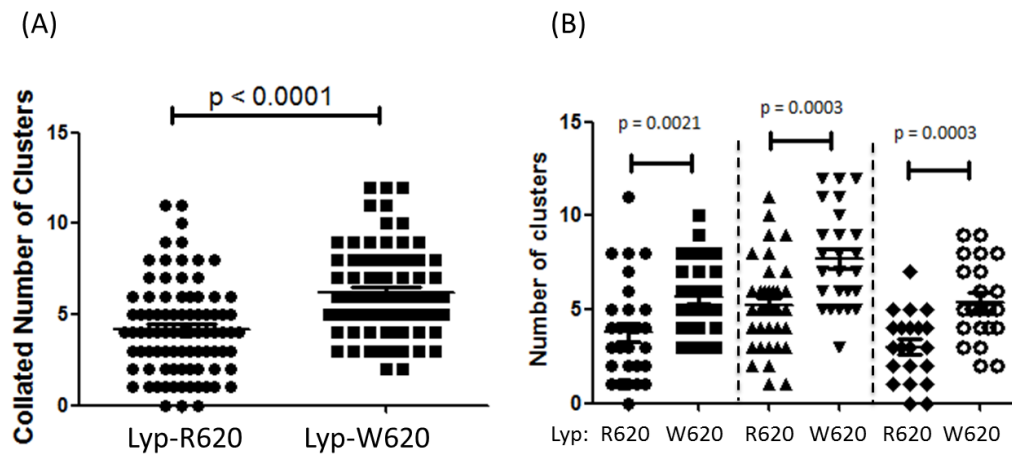 (A)
Collated Number of Clusters
15
10
5
0
p < 0.0001
Lyp-R620 Lyp-W620
(B)
Number of clusters
15
10
5
0
p = 0.0021
p = 0.0003
p = 0.0003
Lyp: R620 W620 R620 W620 R620 W620